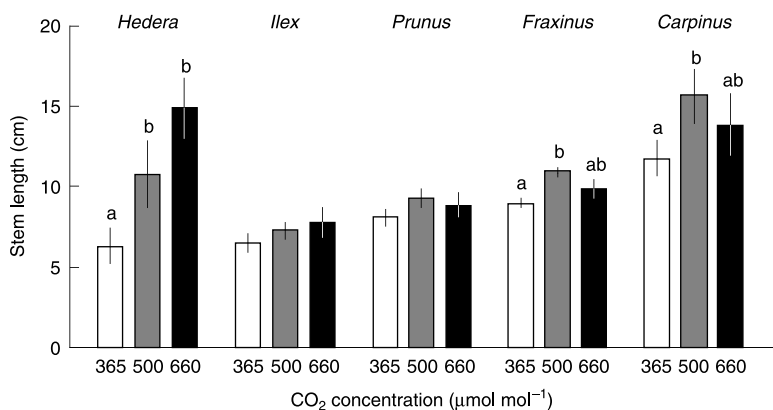 20
Hedera Ilex Prunus Fraxinus Carpinus
b
b
b
ab
15
a
b
ab
a
a
10
5
0
Stem length (cm)
365 500 660 365 500 660 365 500 660 365 500 660 365 500 660
CO₂ concentration (μmol mol⁻¹)